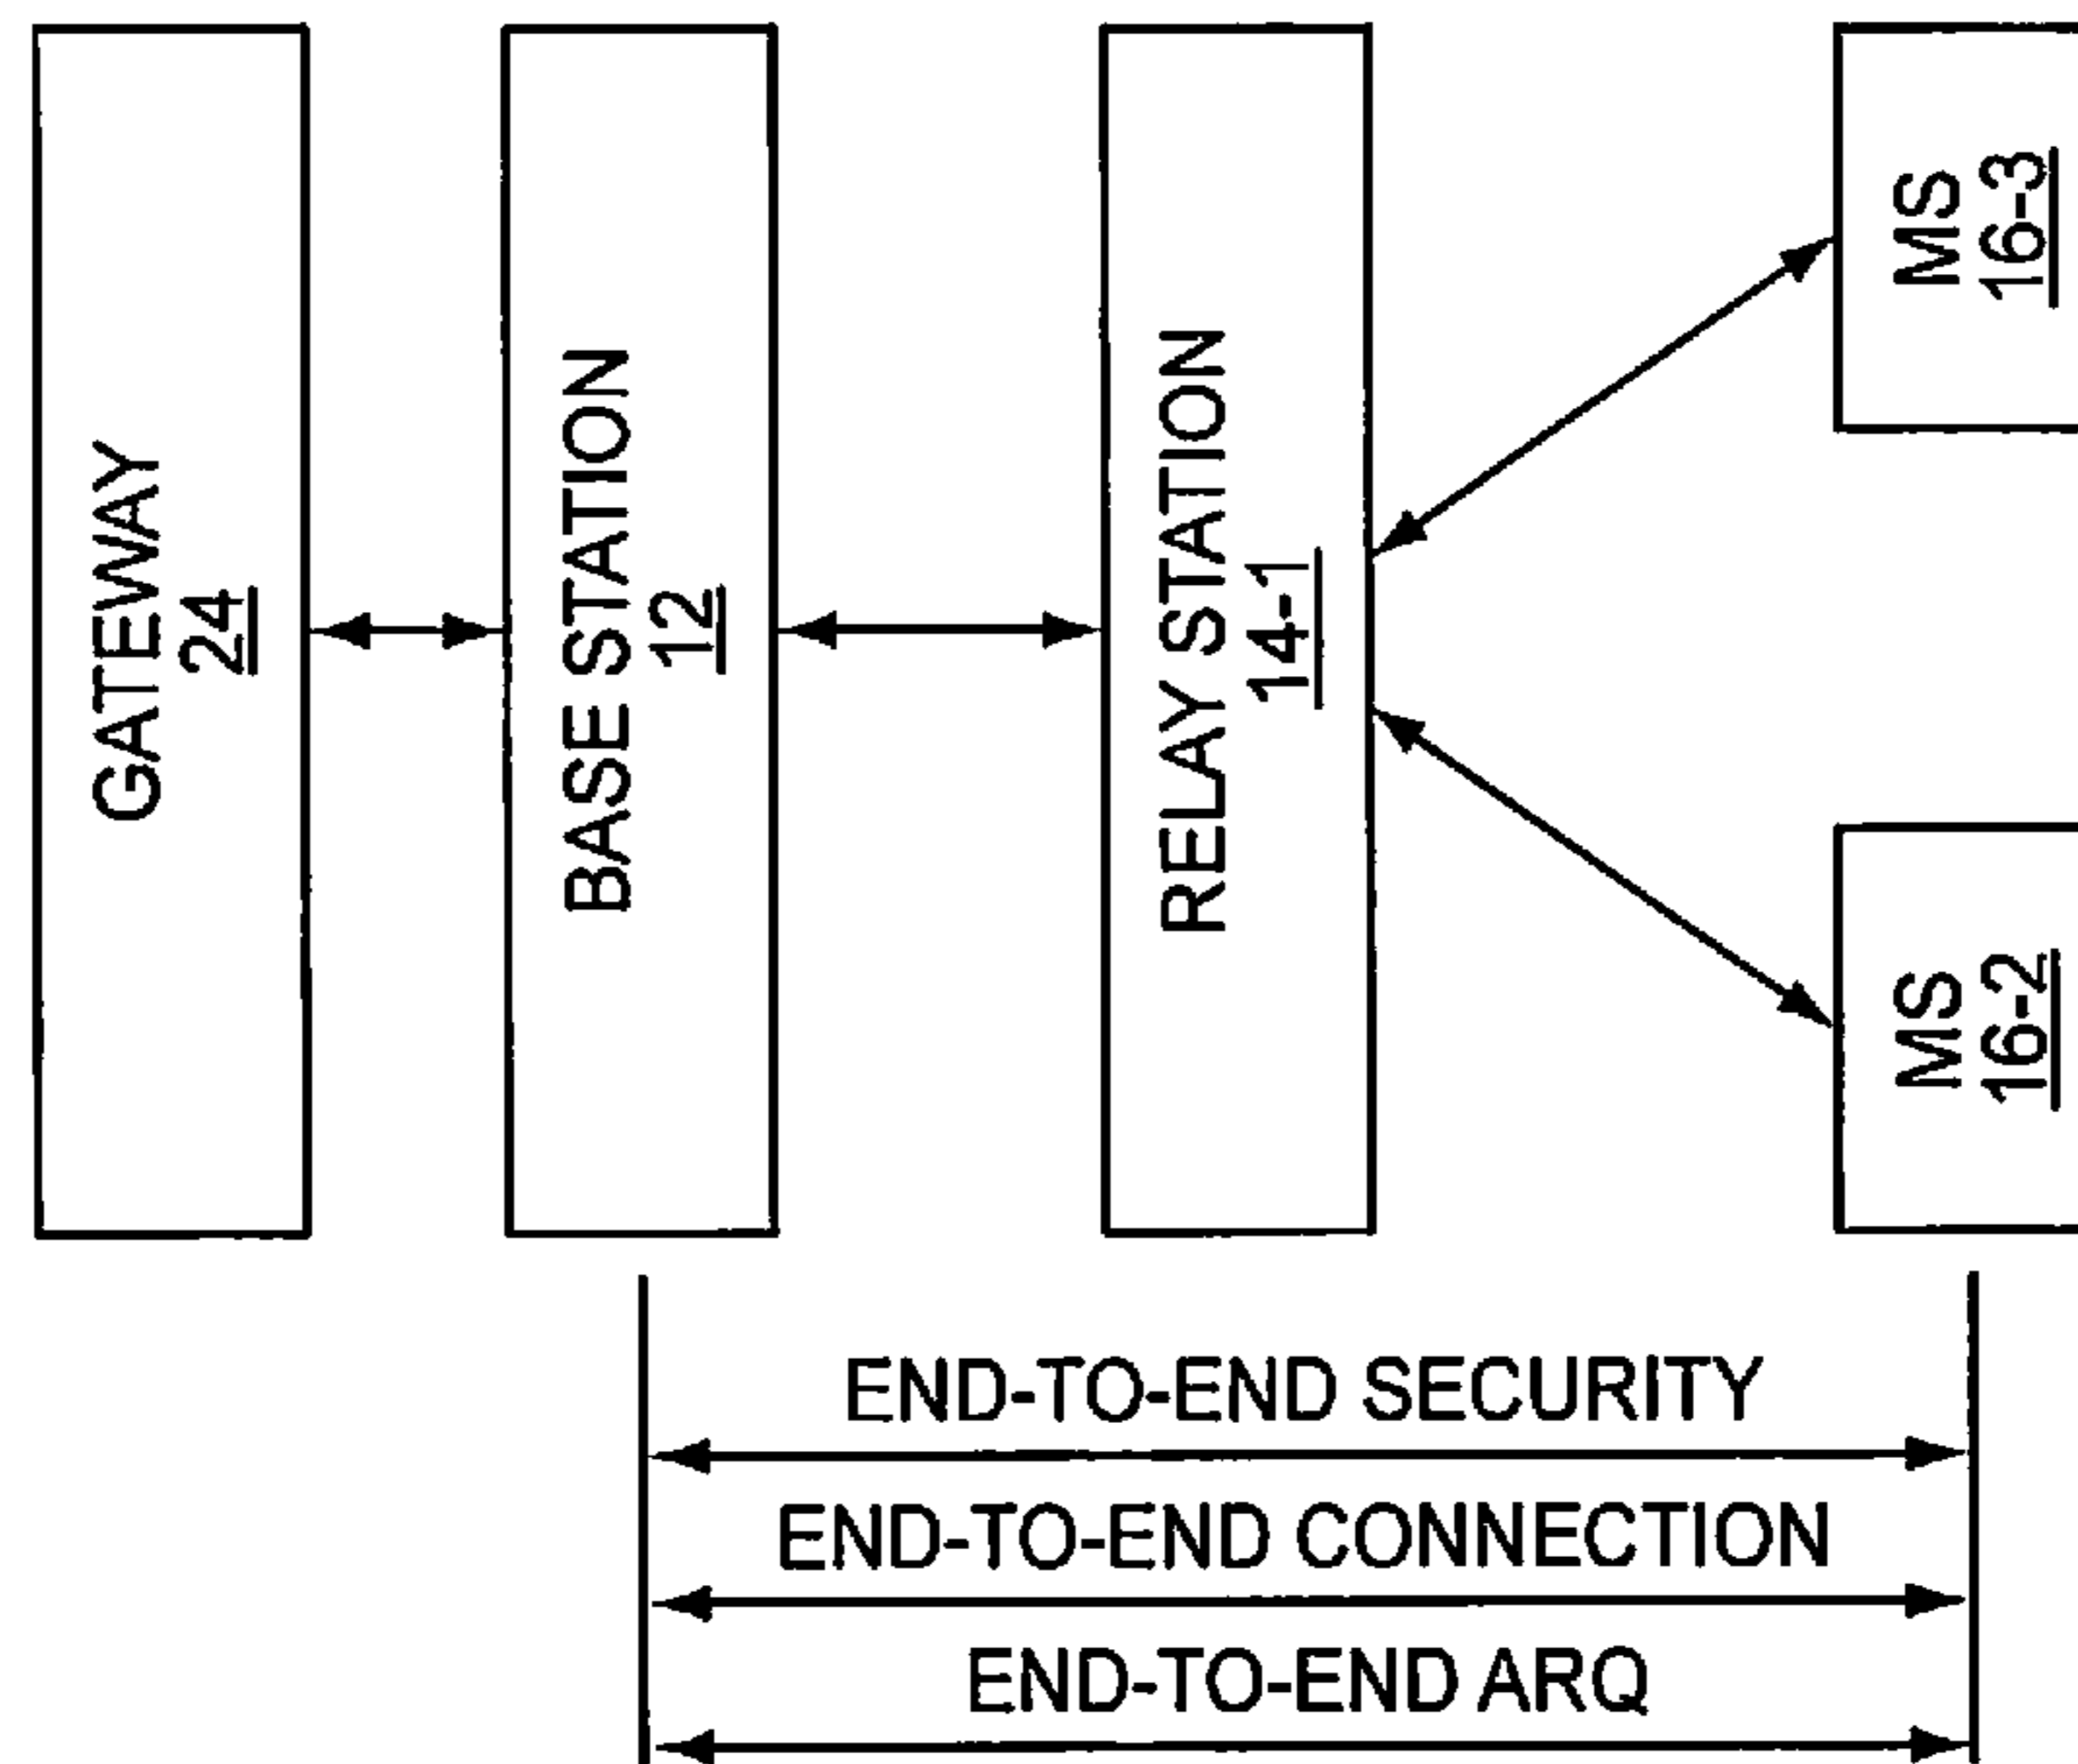 GATEWAY
24
BASE STATION
12
RELAY STATION
14-1
MS
16-3
MS
16-2
END-TO-END SECURITY
END-TO-END CONNECTION
END-TO-END ARQ